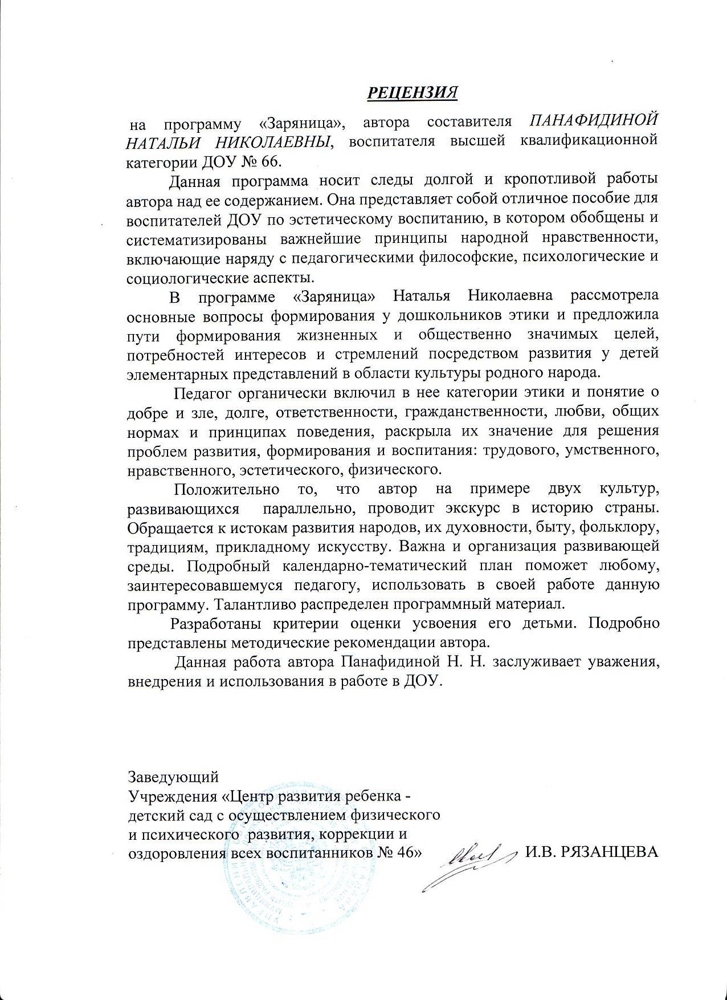 РЕЦЕНЗИЯ
на программу «Заряница», автора составителя ПАНАФИДИНОЙ
НАТАЛЬИ НИКОЛАЕВНЫ, воспитателя высшей квалификационной
категории ДОУ № 66.
Данная программа носит следы долгой и кропотливой работы
автора над ее содержанием. Она представляет собой отличное пособие для
воспитателей ДОУ по эстетическому воспитанию, в котором обобщены и
систематизированы важнейшие принципы народной нравственности,
включающие наряду с педагогическими философские, психологические и
социологические аспекты.
В программе «Заряница» Наталья Николаевна рассмотрела
основные вопросы формирования у дошкольников этики и предложила
пути формирования жизненных и общественно значимых целей,
потребностей интересов и стремлений посредством развития у детей
элементарных представлений в области культуры родного народа.
Педагог органически включил в нее категории этики и понятие о
добре и зле, долге, ответственности, гражданственности, любви, общих
нормах и принципах поведения, раскрыла их значение для решения
проблем развития, формирования и воспитания: трудового, умственного,
нравственного, эстетического, физического.
Положительно то, что автор на примере двух культур,
развивающихся параллельно, проводит экскурс в историю страны.
Обращается к истокам развития народов, их духовности, быту, фольклору,
традициям, прикладному искусству. Важна и организация развивающей
среды. Подробный календарно-тематический план поможет любому,
заинтересовавшемуся педагогу, использовать в своей работе данную
программу. Талантливо распределен программный материал.
Разработаны критерии оценки усвоения его детьми. Подробно
представлены методические рекомендации автора.
Данная работа автора Панафидиной Н. Н. заслуживает уважения,
внедрения и использования в работе в ДОУ.
Заведующий
Учреждения «Центр развития ребенка -
детский сад с осуществлением физического
и психического развития, коррекции и
оздоровления всех воспитанников № 46» И.В. РЯЗАНЦЕВА